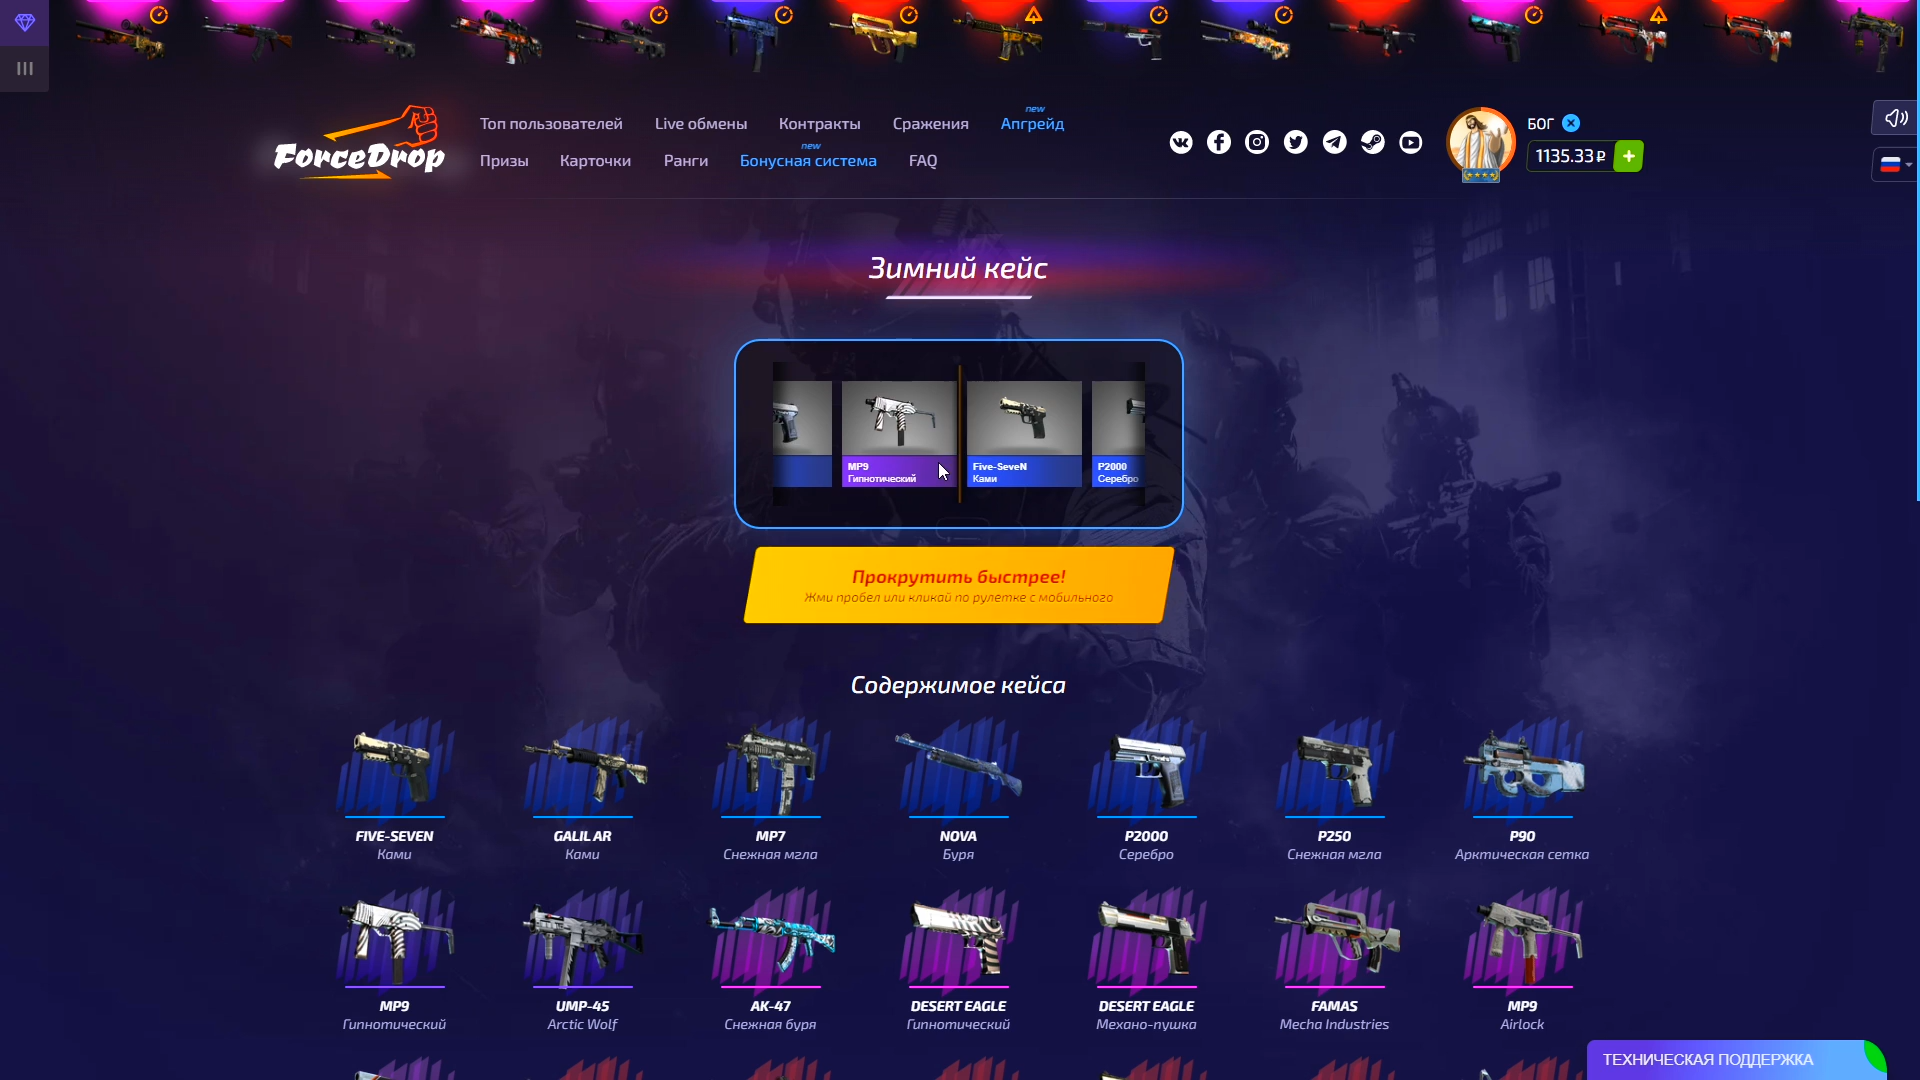 new
Топ пользователей Live обмены Контракты Сражения Апгрейд
БОГ
ForceDrop
new
Призы Карточки Ранги Бонусная система FAQ
1135.33 ₽ +
Зимний кейс
MP9 Five-SeveN P2000
Гипнотический Ками Серебро
Прокрутить быстрее!
Жми пробел или кликай по рулетке с мобильного
Содержимое кейса
FIVE-SEVEN GALIL AR MP7 NOVA P2000 P250 P90
Ками Ками Снежная мгла Буря Серебро Снежная мгла Арктическая сетка
MP9 UMP-45 AK-47 DESERT EAGLE DESERT EAGLE FAMAS MP9
Гипнотический Arctic Wolf Снежная буря Гипнотический Механо-пушка Mecha Industries Airlock
ТЕХНИЧЕСКАЯ ПОДДЕРЖКА